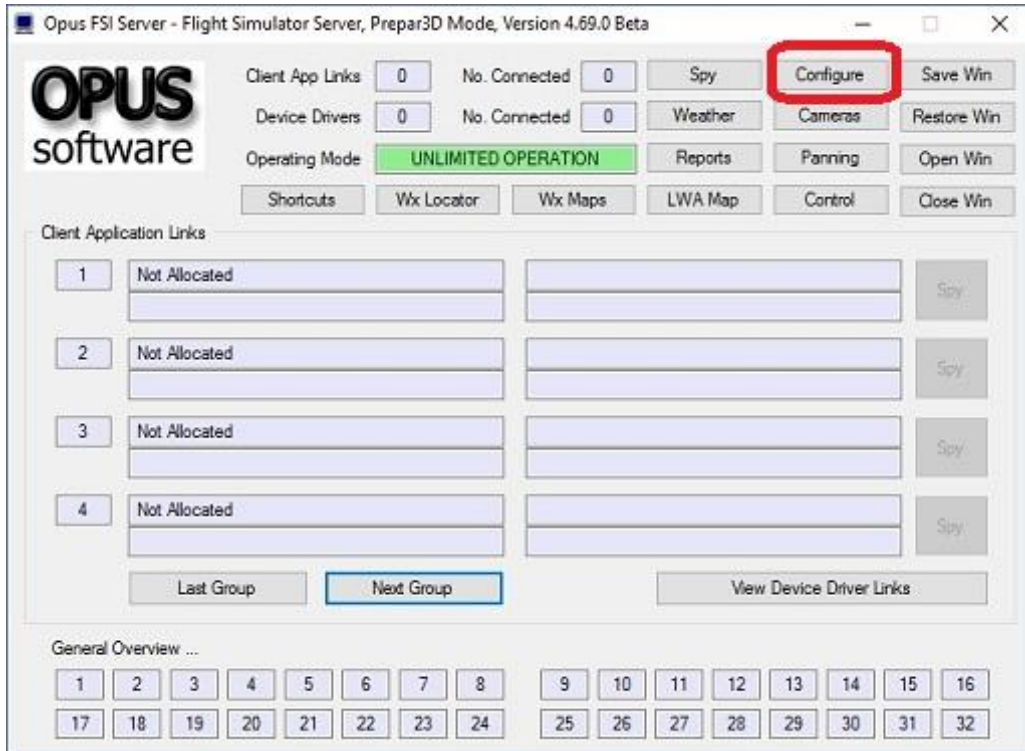 Opus FSI Server - Flight Simulator Server, Prepar3D Mode, Version 4.69.0 Beta
OPUS
software
Client App Links 0 No. Connected 0 Spy Configure Save Win
Device Drivers 0 No. Connected 0 Weather Cameras Restore Win
Operating Mode UNLIMITED OPERATION Reports Panning Open Win
Shortcuts Wx Locator Wx Maps LWA Map Control Close Win
Client Application Links
1 Not Allocated Spy
2 Not Allocated Spy
3 Not Allocated Spy
4 Not Allocated Spy
Last Group Next Group View Device Driver Links
General Overview ...
1 2 3 4 5 6 7 8 9 10 11 12 13 14 15 16
17 18 19 20 21 22 23 24 25 26 27 28 29 30 31 32